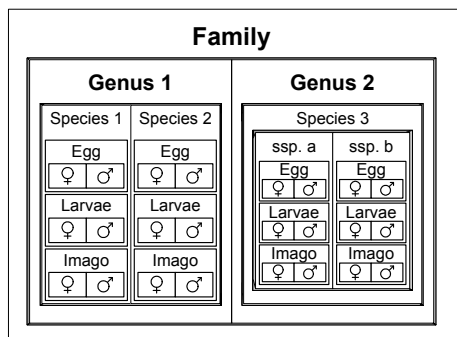 Family
Genus 1 Genus 2
Species 1 Species 2 Species 3
ssp. a ssp. b
Egg Egg Egg Egg
♀ ♂ ♀ ♂ ♀ ♂ ♀ ♂
Larvae Larvae Larvae Larvae
♀ ♂ ♀ ♂ ♀ ♂ ♀ ♂
Imago Imago Imago Imago
♀ ♂ ♀ ♂ ♀ ♂ ♀ ♂